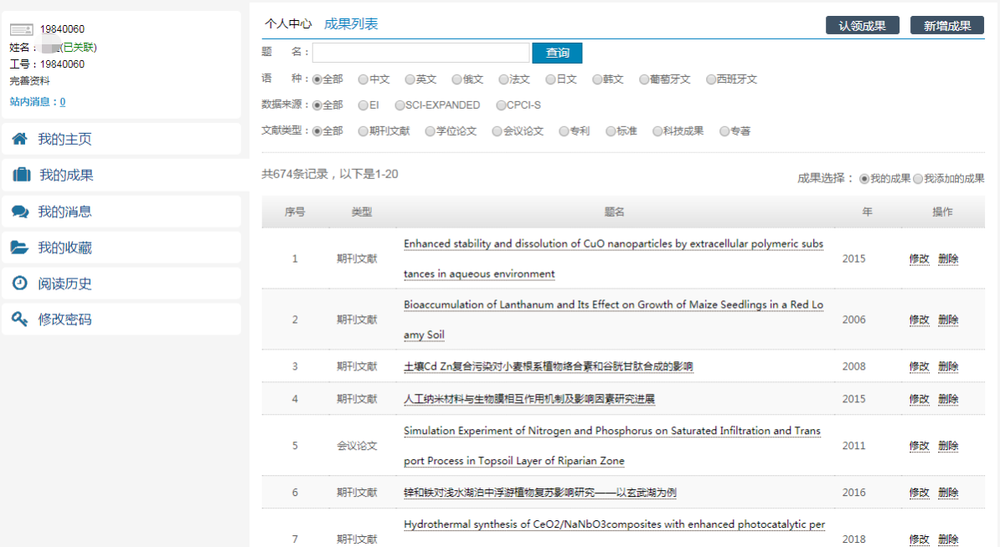 19840060
姓名： (已关联)
工号：19840060
完善资料
站内消息：0
我的主页
我的成果
我的消息
我的收藏
阅读历史
修改密码
个人中心 成果列表 认领成果 新增成果
题 名： 查询
语 种：全部 中文 英文 俄文 法文 日文 韩文 葡萄牙文 西班牙文
数据来源：全部 EI SCI-EXPANDED CPCI-S
文献类型：全部 期刊文献 学位论文 会议论文 专利 标准 科技成果 专著
共674条记录，以下是1-20
成果选择： 我的成果 我添加的成果
序号 类型 题名 年 操作
Enhanced stability and dissolution of CuO nanoparticles by extracellular polymeric subs
1 期刊文献 2015 修改 删除
tances in aqueous environment
Bioaccumulation of Lanthanum and Its Effect on Growth of Maize Seedlings in a Red Lo
2 期刊文献 2006 修改 删除
amy Soil
3 期刊文献 土壤Cd Zn复合污染对小麦根系植物络合素和谷胱甘肽合成的影响 2008 修改 删除
4 期刊文献 人工纳米材料与生物膜相互作用机制及影响因素研究进展 2015 修改 删除
Simulation Experiment of Nitrogen and Phosphorus on Saturated Infiltration and Trans
5 会议论文 2011 修改 删除
port Process in Topsoil Layer of Riparian Zone
6 期刊文献 锌和铁对浅水湖泊中浮游植物复苏影响研究——以玄武湖为例 2016 修改 删除
Hydrothermal synthesis of CeO2/NaNbO3composites with enhanced photocatalytic per
7 期刊文献 2018 修改 删除